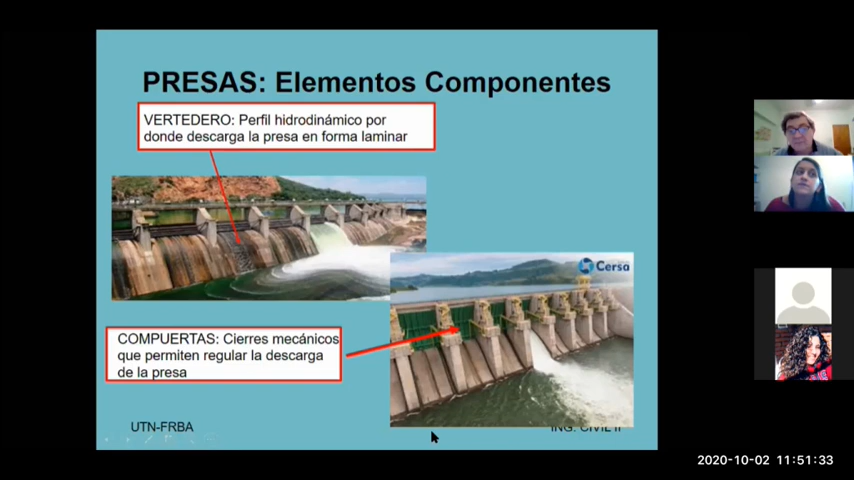 PRESAS: Elementos Componentes
VERTEDERO: Perfil hidrodinámico por
donde descarga la presa en forma laminar
Cersa
COMPUERTAS: Cierres mecánicos
que permiten regular la descarga
de la presa
UTN-FRBA
ING. CIVIL II
2020-10-02 11:51:33